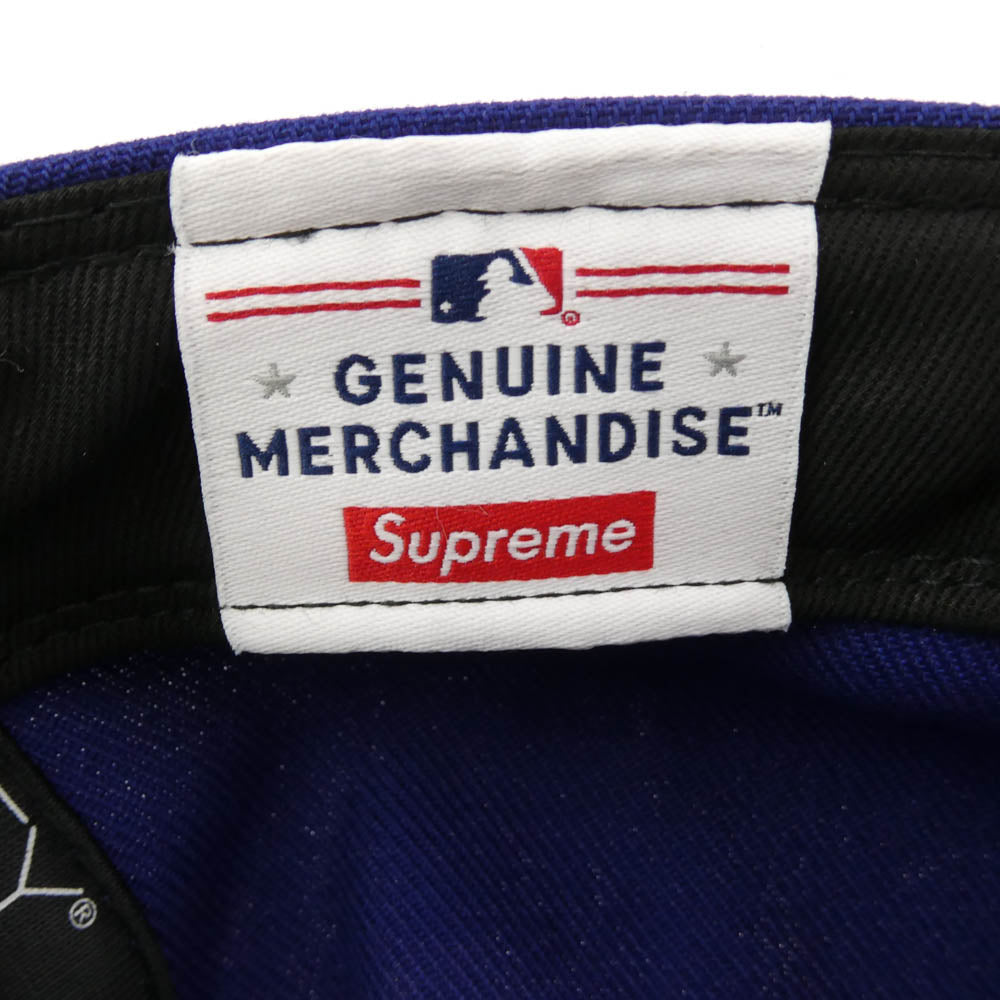 ®
GENUINE
MERCHANDISE™
Supreme
®